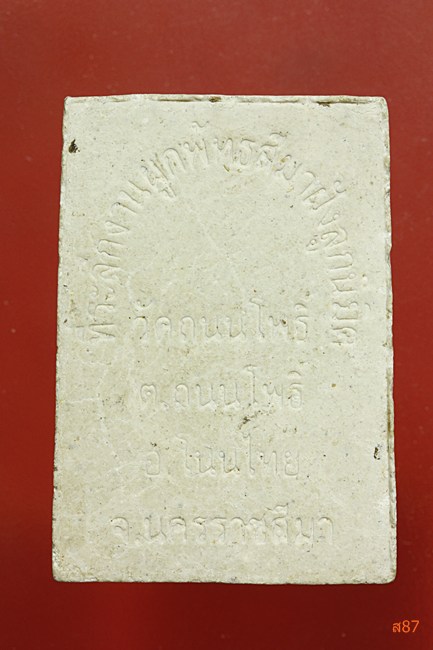 ที่ระลึกงานผูกพัทธสีมาฝังลูกนิมิต
วัดถนนโพธิ์
ต.ถนนโพธิ์
อ.โนนไทย
จ.นครราชสีมา
ส87